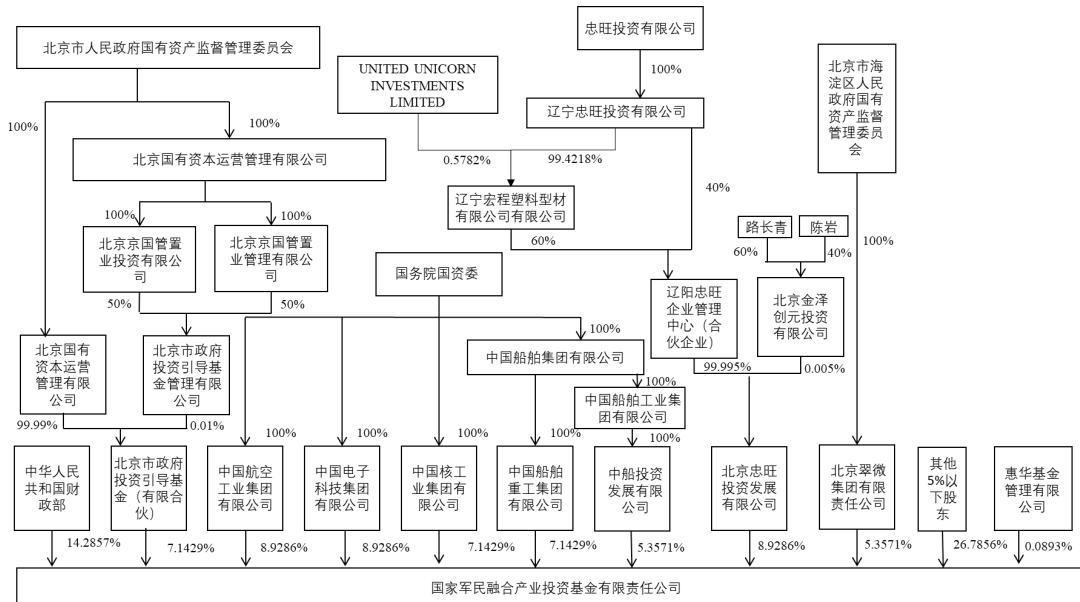 忠旺投资有限公司
北京市人民政府国有资产监督管理委员会
UNITED UNICORN
INVESTMENTS
LIMITED
100%
北京市海
淀区人民
政府国有
资产监督
管理委员
会
辽宁忠旺投资有限公司
100%
100%
北京国有资本运营管理有限公司
0.5782%
99.4218%
40%
辽宁宏程塑料型材
有限公司有限公司
100%
100%
路长青
陈岩
北京京国管置
业投资有限公
司
北京京国管置
业管理有限公
司
60%
60%
40%
100%
国务院国资委
辽阳忠旺
企业管理
中心（合
伙企业）
北京金泽
创元投资
有限公司
50%
50%
100%
北京国有
资本运营
管理有限
公司
北京市政府
投资引导基
金管理有限
公司
中国船舶集团有限公司
99.995%
0.005%
100%
中国船舶工业集
团有限公司
99.99%
0.01%
100%
100%
100%
100%
100%
中华人民
共和国财
政部
北京市政府
投资引导基
金（有限合
伙）
中国航空
工业集团
有限公司
中国电子
科技集团
有限公司
中国核工
业集团有
限公司
中国船舶
重工集团
有限公司
中船投资
发展有限
公司
北京忠旺
投资发展
有限公司
北京翠微
集团有限
责任公司
其他
5%以
下股
东
惠华基金
管理有限
公司
14.2857%
7.1429%
8.9286%
8.9286%
7.1429%
7.1429%
5.3571%
8.9286%
5.3571%
26.7856%
0.0893%
国家军民融合产业投资基金有限责任公司